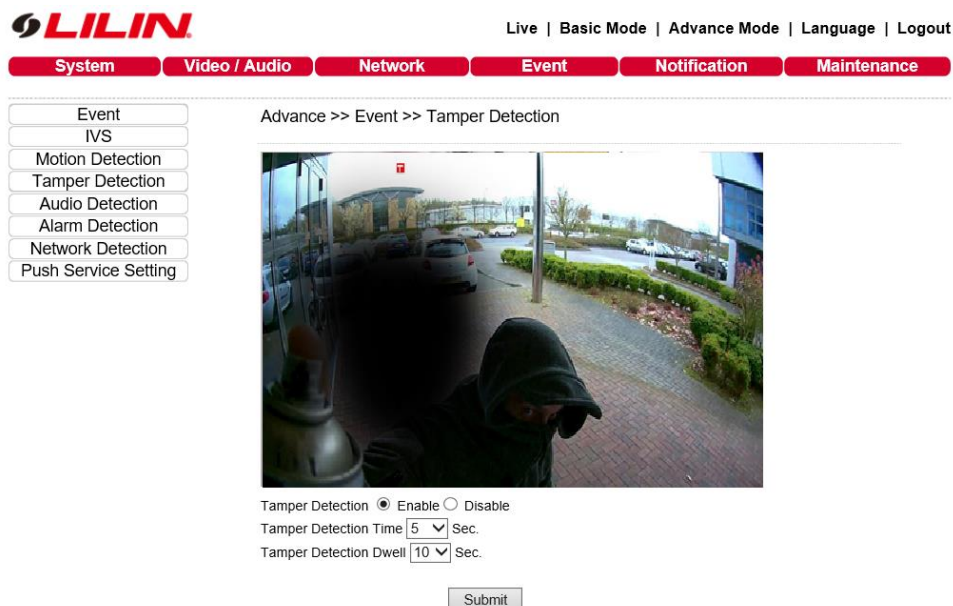 LILIN
Live | Basic Mode | Advance Mode | Language | Logout
System Video / Audio Network Event Notification Maintenance
Event
IVS
Motion Detection
Tamper Detection
Audio Detection
Alarm Detection
Network Detection
Push Service Setting
Advance >> Event >> Tamper Detection
T
Tamper Detection Enable Disable
Tamper Detection Time 5 Sec.
Tamper Detection Dwell 10 Sec.
Submit